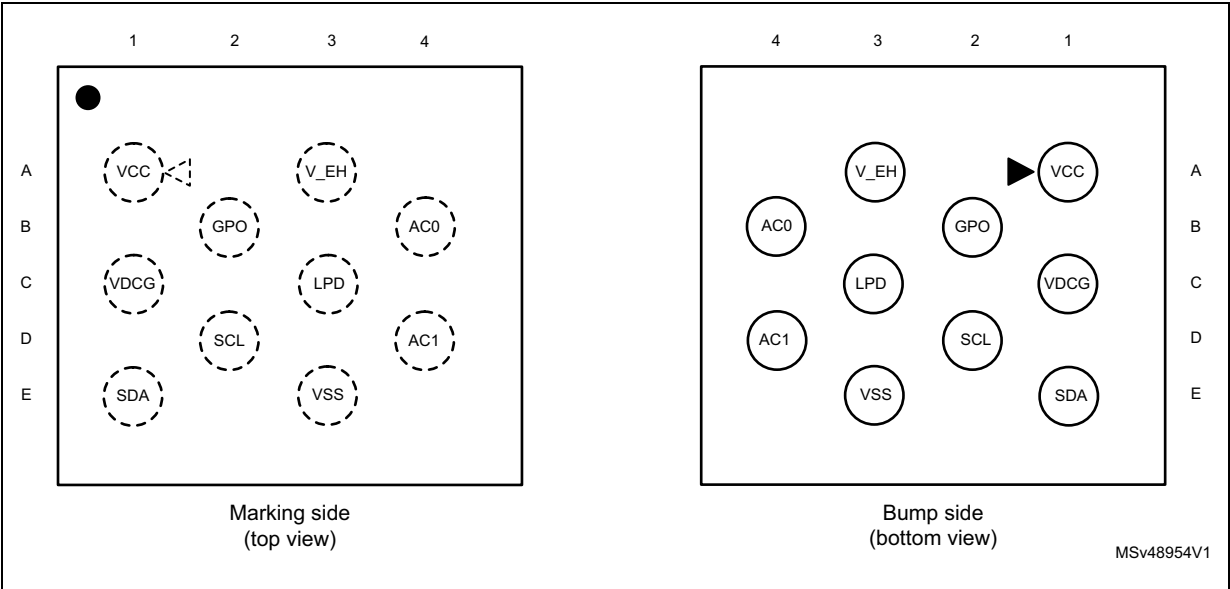 1 2 3 4
A VCC V_EH
B GPO AC0
C VDCG LPD
D SCL AC1
E SDA VSS
Marking side
(top view)
4 3 2 1
V_EH VCC A
AC0 GPO B
LPD VDCG C
AC1 SCL D
VSS SDA E
Bump side
(bottom view)
MSv48954V1